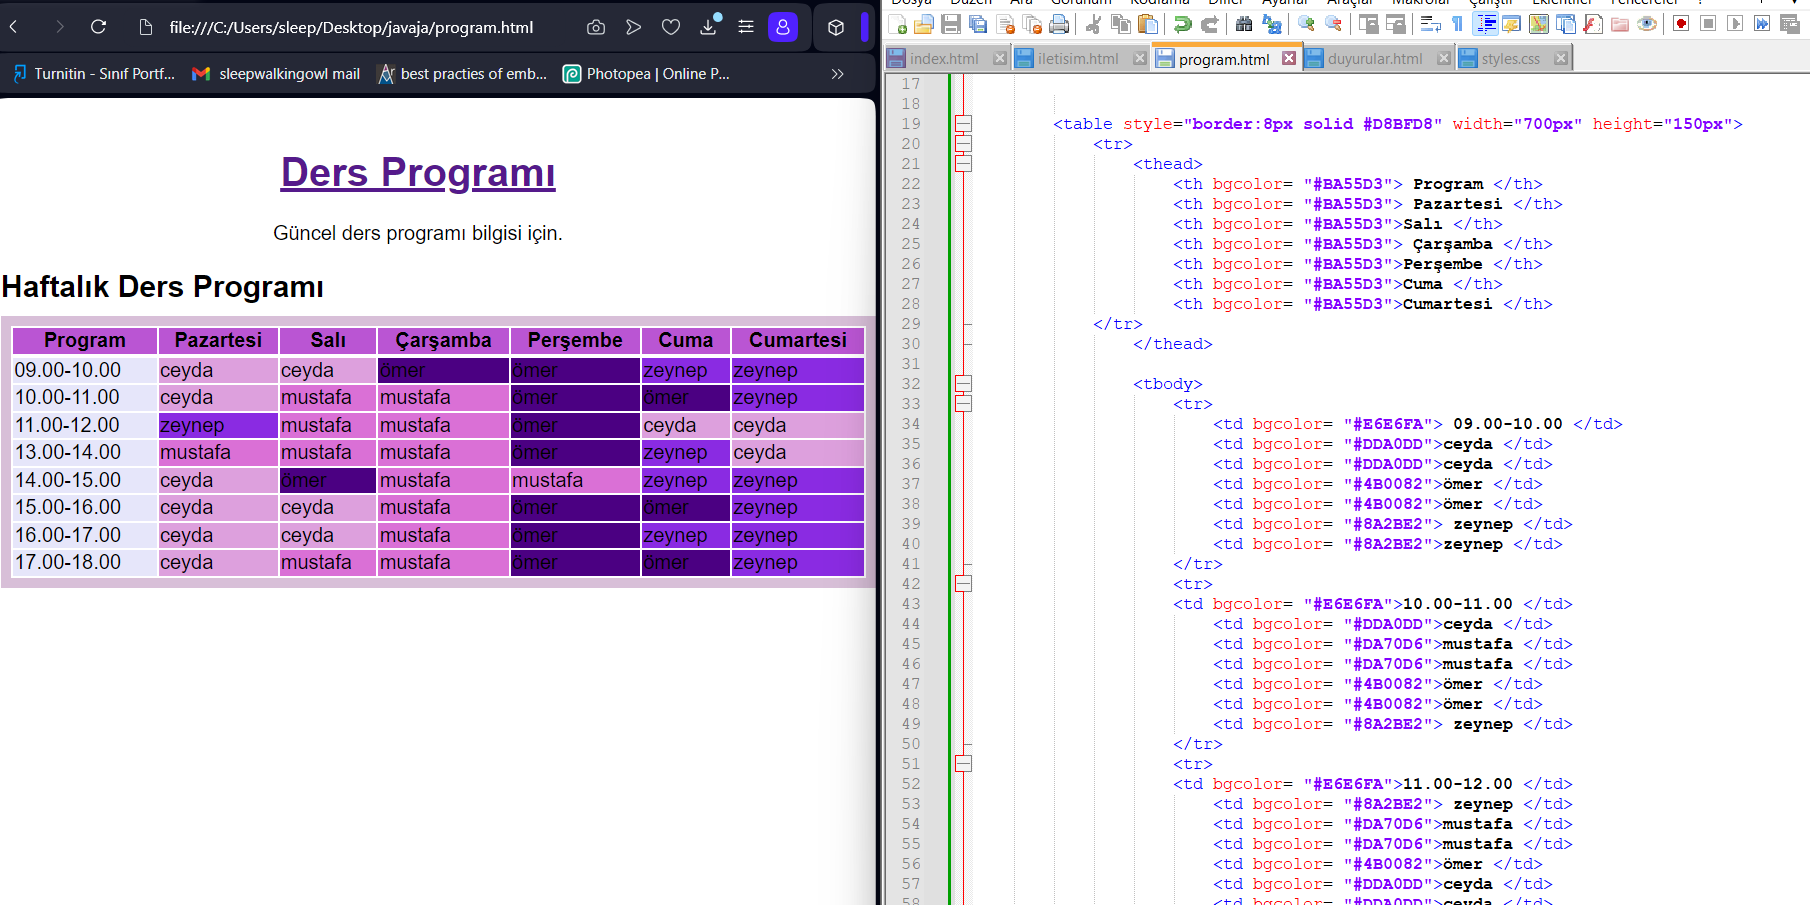 file:///C:/Users/sleep/Desktop/javaja/program.html
Turnitin - Sınıf Portf... sleepwalkingowl mail best practies of emb... Photopea | Online P...
Ders Programı
Güncel ders programı bilgisi için.
Haftalık Ders Programı
Program Pazartesi Salı Çarşamba Perşembe Cuma Cumartesi
09.00-10.00 ceyda ceyda ömer ömer zeynep zeynep
10.00-11.00 ceyda mustafa mustafa ömer ömer zeynep
11.00-12.00 zeynep mustafa mustafa ömer ceyda ceyda
13.00-14.00 mustafa mustafa mustafa ömer zeynep ceyda
14.00-15.00 ceyda ömer mustafa mustafa zeynep zeynep
15.00-16.00 ceyda ceyda mustafa ömer ömer zeynep
16.00-17.00 ceyda ceyda mustafa ömer zeynep zeynep
17.00-18.00 ceyda mustafa mustafa ömer ömer zeynep
Dosya Düzen Ara Görünüm Kodlama Diller Ayarlar Araçlar Makrolar Çalıştır Eklentiler Pencereler ?
index.html iletisim.html program.html duyurular.html styles.css
17
18
19 <table style="border:8px solid #D8BFD8" width="700px" height="150px">
20 <tr>
21 <thead>
22 <th bgcolor= "#BA55D3"> Program </th>
23 <th bgcolor= "#BA55D3"> Pazartesi </th>
24 <th bgcolor= "#BA55D3">Salı </th>
25 <th bgcolor= "#BA55D3"> Çarşamba </th>
26 <th bgcolor= "#BA55D3">Perşembe </th>
27 <th bgcolor= "#BA55D3">Cuma </th>
28 <th bgcolor= "#BA55D3">Cumartesi </th>
29 </tr>
30 </thead>
31
32 <tbody>
33 <tr>
34 <td bgcolor= "#E6E6FA"> 09.00-10.00 </td>
35 <td bgcolor= "#DDA0DD">ceyda </td>
36 <td bgcolor= "#DDA0DD">ceyda </td>
37 <td bgcolor= "#4B0082">ömer </td>
38 <td bgcolor= "#4B0082">ömer </td>
39 <td bgcolor= "#8A2BE2"> zeynep </td>
40 <td bgcolor= "#8A2BE2">zeynep </td>
41 </tr>
42 <tr>
43 <td bgcolor= "#E6E6FA">10.00-11.00 </td>
44 <td bgcolor= "#DDA0DD">ceyda </td>
45 <td bgcolor= "#DA70D6">mustafa </td>
46 <td bgcolor= "#DA70D6">mustafa </td>
47 <td bgcolor= "#4B0082">ömer </td>
48 <td bgcolor= "#4B0082">ömer </td>
49 <td bgcolor= "#8A2BE2"> zeynep </td>
50 </tr>
51 <tr>
52 <td bgcolor= "#E6E6FA">11.00-12.00 </td>
53 <td bgcolor= "#8A2BE2"> zeynep </td>
54 <td bgcolor= "#DA70D6">mustafa </td>
55 <td bgcolor= "#DA70D6">mustafa </td>
56 <td bgcolor= "#4B0082">ömer </td>
57 <td bgcolor= "#DDA0DD">ceyda </td>
58 <td bgcolor= "#DDA0DD">ceyda </td>